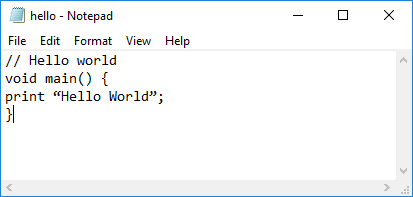 hello - Notepad
File Edit Format View Help
// Hello world
void main() {
print “Hello World”;
}